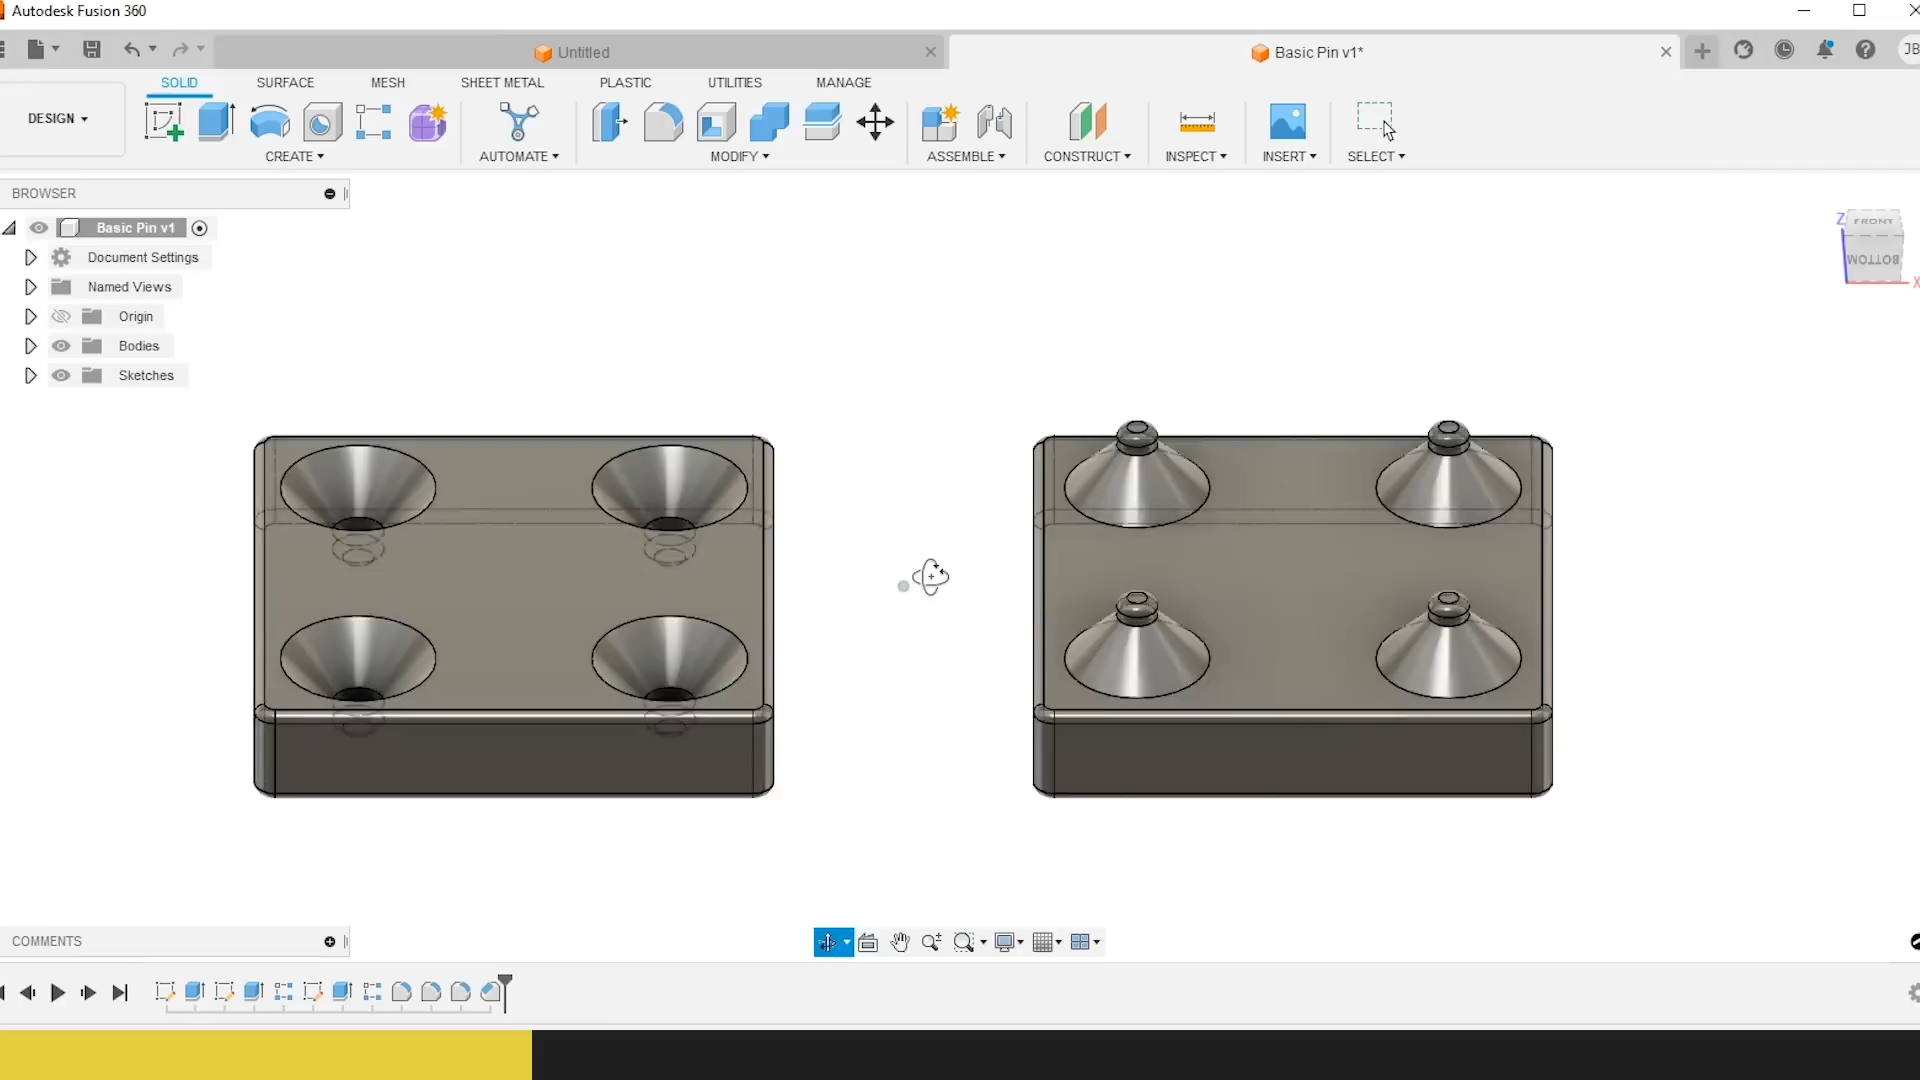 Autodesk Fusion 360
Untitled
Basic Pin v1*
JB
SOLID
SURFACE
MESH
SHEET METAL
PLASTIC
UTILITIES
MANAGE
DESIGN
CREATE
AUTOMATE
MODIFY
ASSEMBLE
CONSTRUCT
INSPECT
INSERT
SELECT
BROWSER
Basic Pin v1
Document Settings
Named Views
Origin
Bodies
Sketches
Z
FRONT
BOTTOM
X
COMMENTS